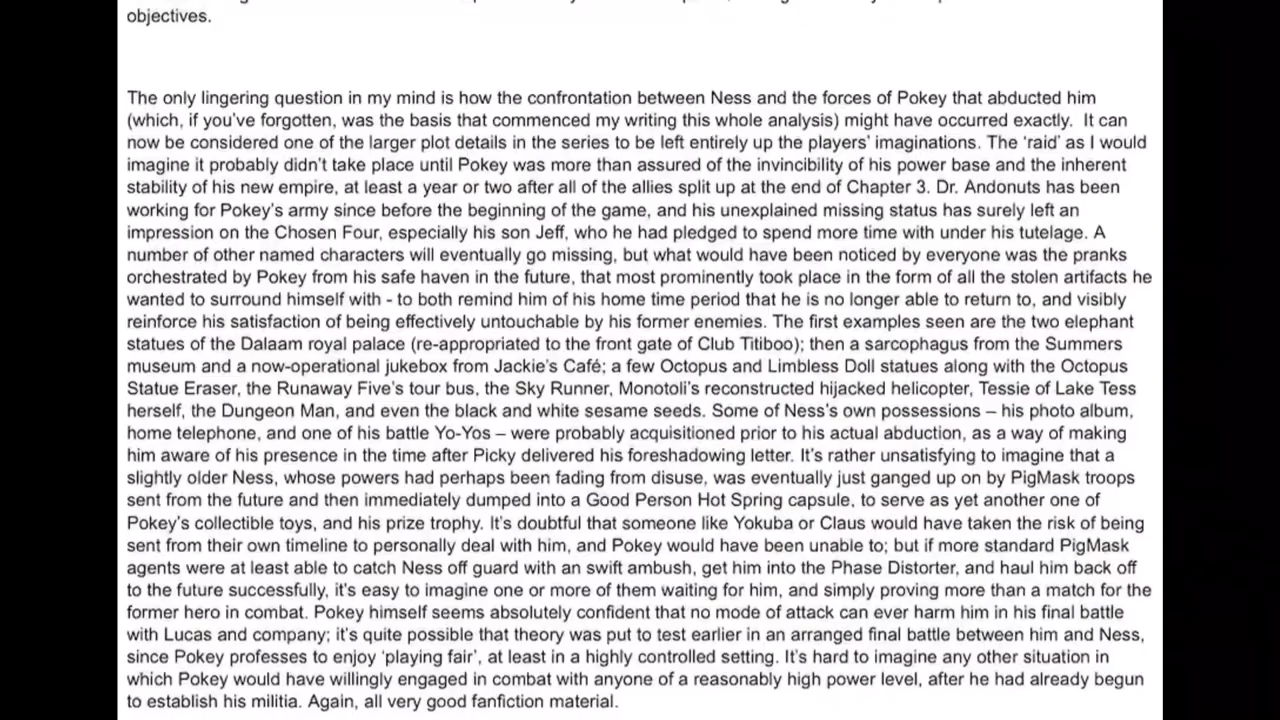 objectives.
The only lingering question in my mind is how the confrontation between Ness and the forces of Pokey that abducted him
(which, if you've forgotten, was the basis that commenced my writing this whole analysis) might have occurred exactly.  It can
now be considered one of the larger plot details in the series to be left entirely up the players' imaginations. The 'raid' as I would
imagine it probably didn't take place until Pokey was more than assured of the invincibility of his power base and the inherent
stability of his new empire, at least a year or two after all of the allies split up at the end of Chapter 3. Dr. Andonuts has been
working for Pokey's army since before the beginning of the game, and his unexplained missing status has surely left an
impression on the Chosen Four, especially his son Jeff, who he had pledged to spend more time with under his tutelage. A
number of other named characters will eventually go missing, but what would have been noticed by everyone was the pranks
orchestrated by Pokey from his safe haven in the future, that most prominently took place in the form of all the stolen artifacts he
wanted to surround himself with - to both remind him of his home time period that he is no longer able to return to, and visibly
reinforce his satisfaction of being effectively untouchable by his former enemies. The first examples seen are the two elephant
statues of the Dalaam royal palace (re-appropriated to the front gate of Club Titiboo); then a sarcophagus from the Summers
museum and a now-operational jukebox from Jackie's Café; a few Octopus and Limbless Doll statues along with the Octopus
Statue Eraser, the Runaway Five's tour bus, the Sky Runner, Monotoli's reconstructed hijacked helicopter, Tessie of Lake Tess
herself, the Dungeon Man, and even the black and white sesame seeds. Some of Ness's own possessions – his photo album,
home telephone, and one of his battle Yo-Yos – were probably acquisitioned prior to his actual abduction, as a way of making
him aware of his presence in the time after Picky delivered his foreshadowing letter. It's rather unsatisfying to imagine that a
slightly older Ness, whose powers had perhaps been fading from disuse, was eventually just ganged up on by PigMask troops
sent from the future and then immediately dumped into a Good Person Hot Spring capsule, to serve as yet another one of
Pokey's collectible toys, and his prize trophy. It's doubtful that someone like Yokuba or Claus would have taken the risk of being
sent from their own timeline to personally deal with him, and Pokey would have been unable to; but if more standard PigMask
agents were at least able to catch Ness off guard with an swift ambush, get him into the Phase Distorter, and haul him back off
to the future successfully, it's easy to imagine one or more of them waiting for him, and simply proving more than a match for the
former hero in combat. Pokey himself seems absolutely confident that no mode of attack can ever harm him in his final battle
with Lucas and company; it's quite possible that theory was put to test earlier in an arranged final battle between him and Ness,
since Pokey professes to enjoy 'playing fair', at least in a highly controlled setting. It's hard to imagine any other situation in
which Pokey would have willingly engaged in combat with anyone of a reasonably high power level, after he had already begun
to establish his militia. Again, all very good fanfiction material.